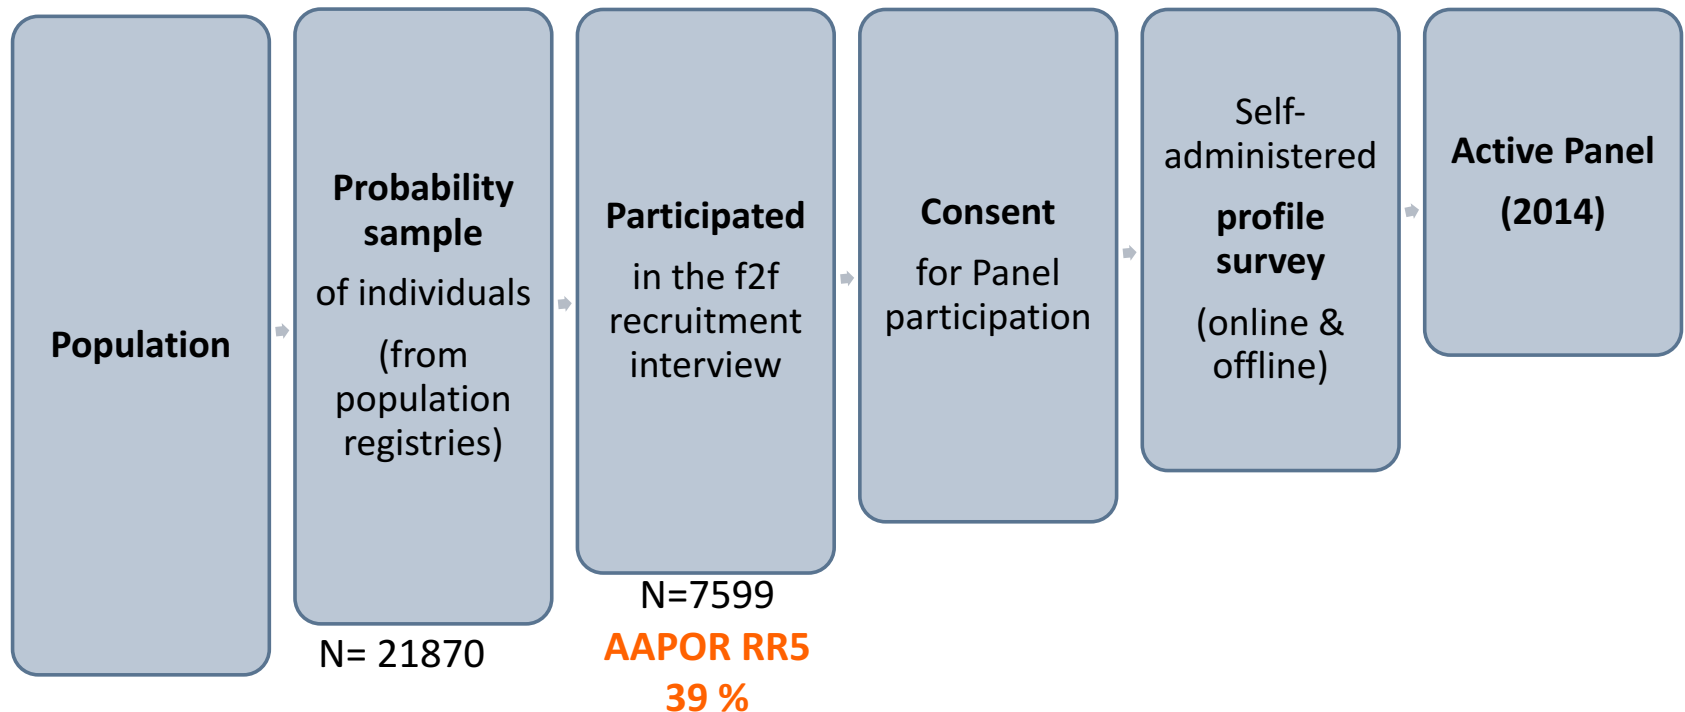 Population
Probability
sample
of individuals
(from
population
registries)
N= 21870
Participated
in the f2f
recruitment
interview
N=7599
AAPOR RR5
39 %
Consent
for Panel
participation
Self-
administered
profile
survey
(online &
offline)
Active Panel
(2014)